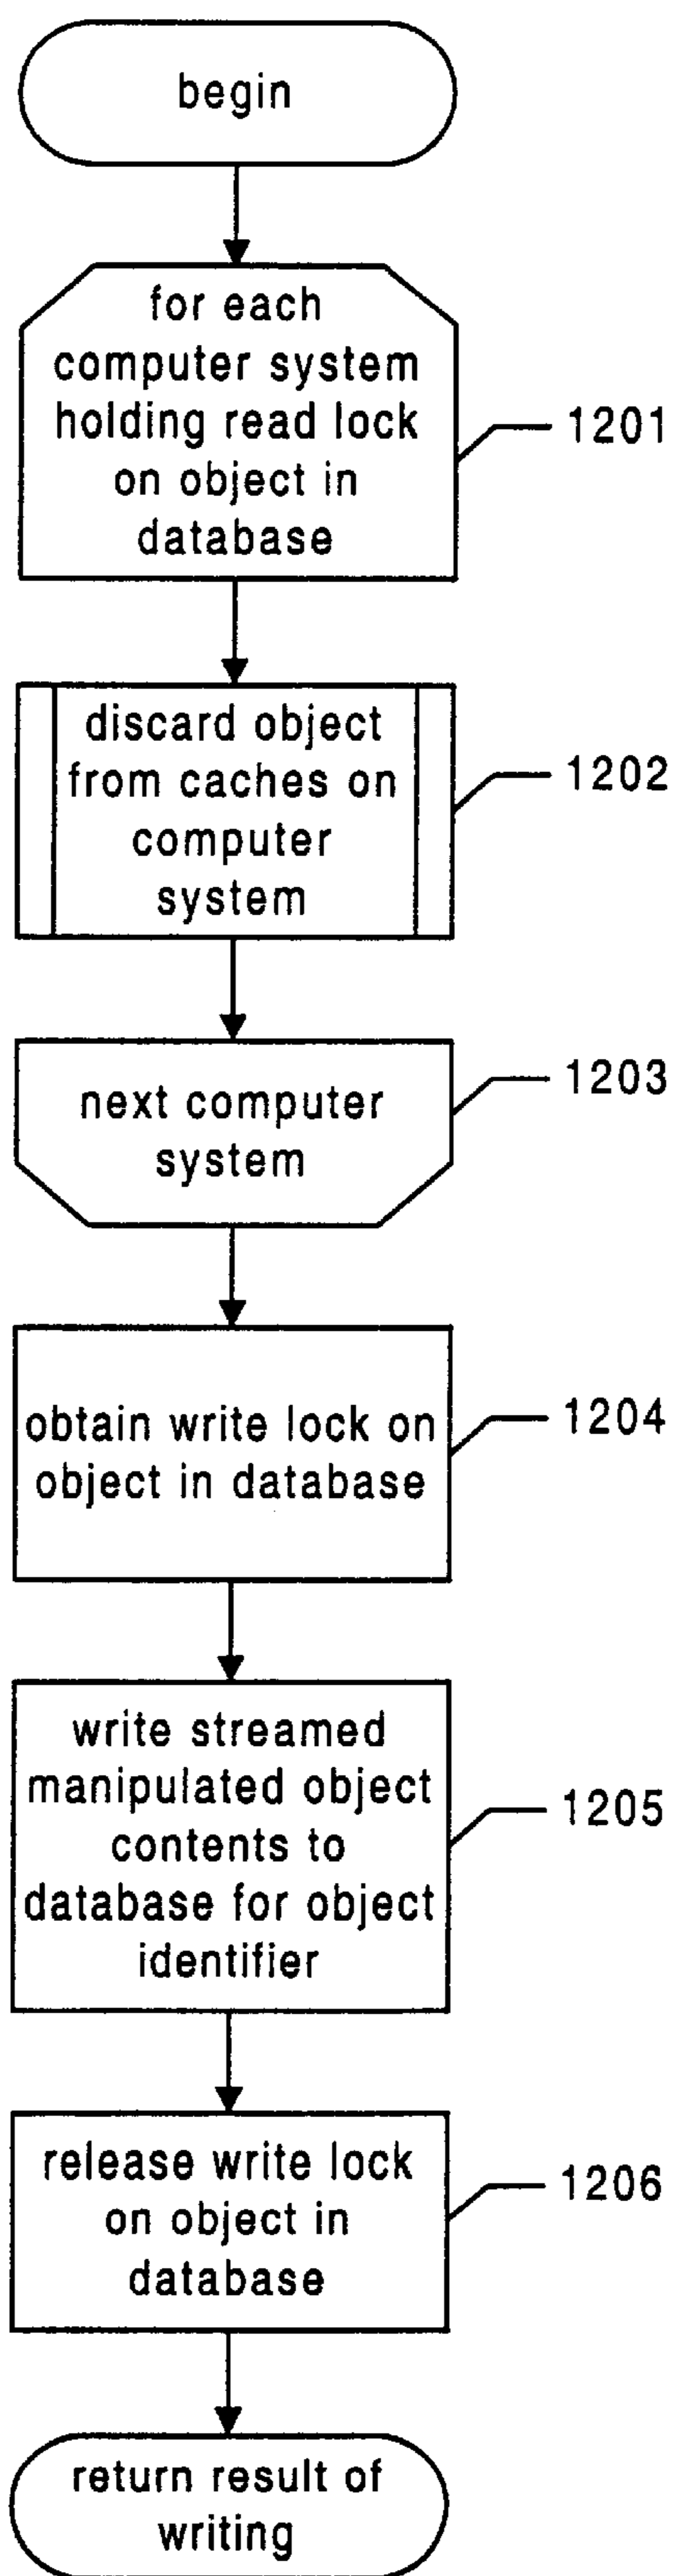 begin
for each
computer system
holding read lock
on object in
database
1201
discard object
from caches on
computer
system
1202
next computer
system
1203
obtain write lock on
object in database
1204
write streamed
manipulated object
contents to
database for object
identifier
1205
release write lock
on object in
database
1206
return result of
writing